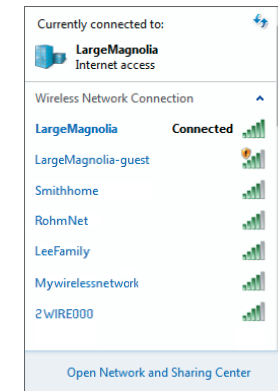 Currently connected to:
LargeMagnolia
Internet access
Wireless Network Connection
LargeMagnolia Connected
LargeMagnolia-guest
Smithhome
RohmNet
LeeFamily
Mywirelessnetwork
2WIRE000
Open Network and Sharing Center